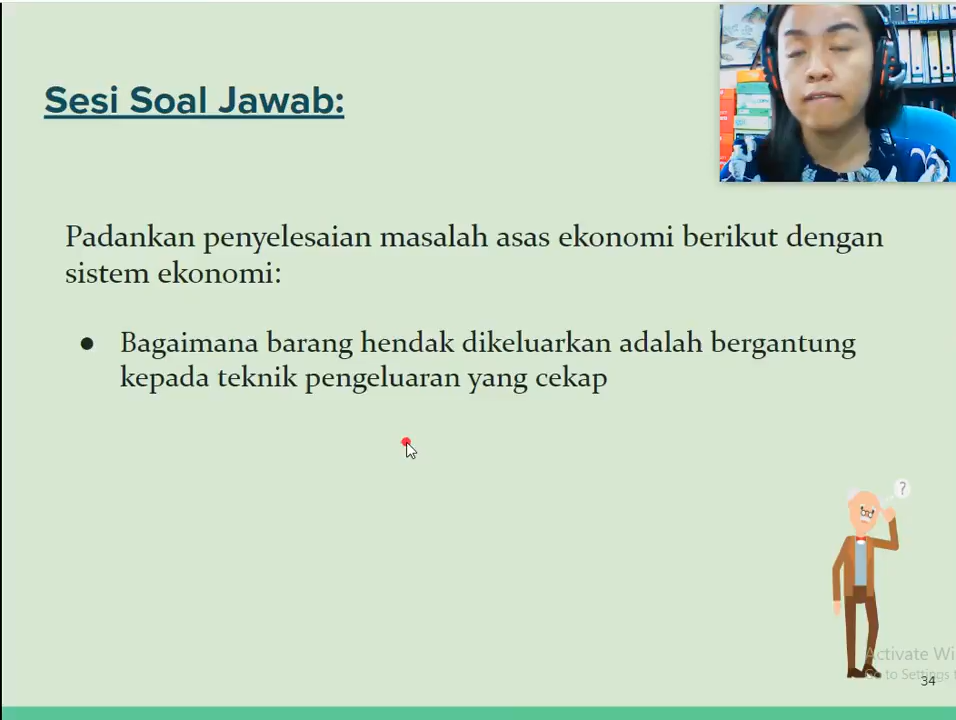 Sesi Soal Jawab:
Padankan penyelesaian masalah asas ekonomi berikut dengan
sistem ekonomi:
● Bagaimana barang hendak dikeluarkan adalah bergantung
kepada teknik pengeluaran yang cekap
?
Activate Wi
Go to Settings t
34